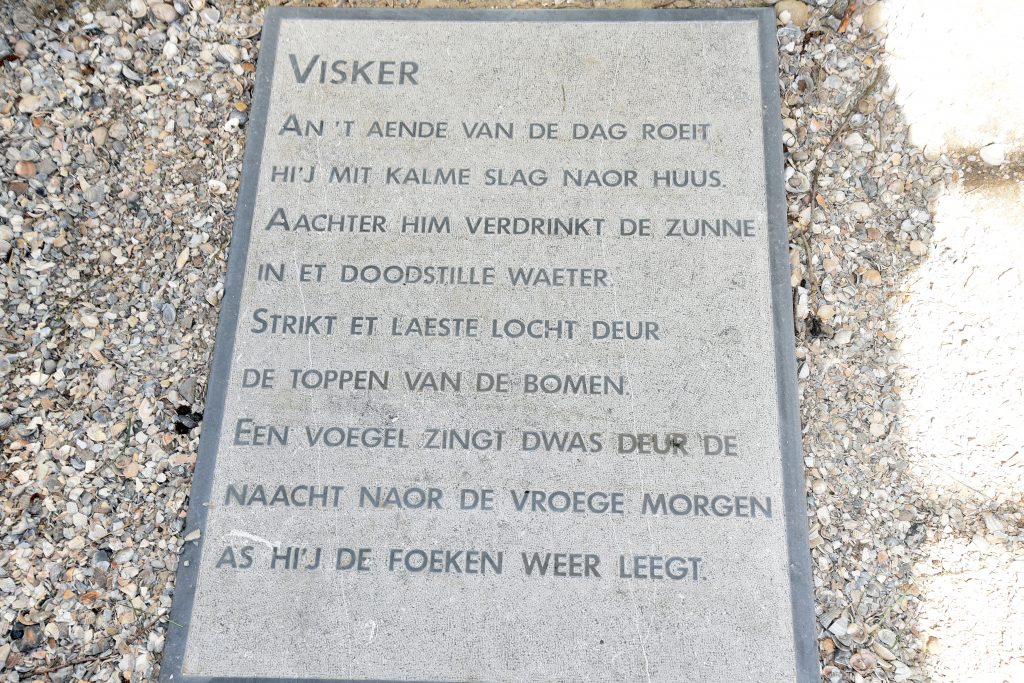 VISKER
AN 'T AENDE VAN DE DAG ROEIT
HI'J MIT KALME SLAG NAOR HUUS.
AACHTER HIM VERDRINKT DE ZUNNE
IN ET DOODSTILLE WAETER.
STRIKT ET LAESTE LOCHT DEUR
DE TOPPEN VAN DE BOMEN.
EEN VOEGEL ZINGT DWAS DEUR DE
NAACHT NAOR DE VROEGE MORGEN
AS HI'J DE FOEKEN WEER LEEGT.